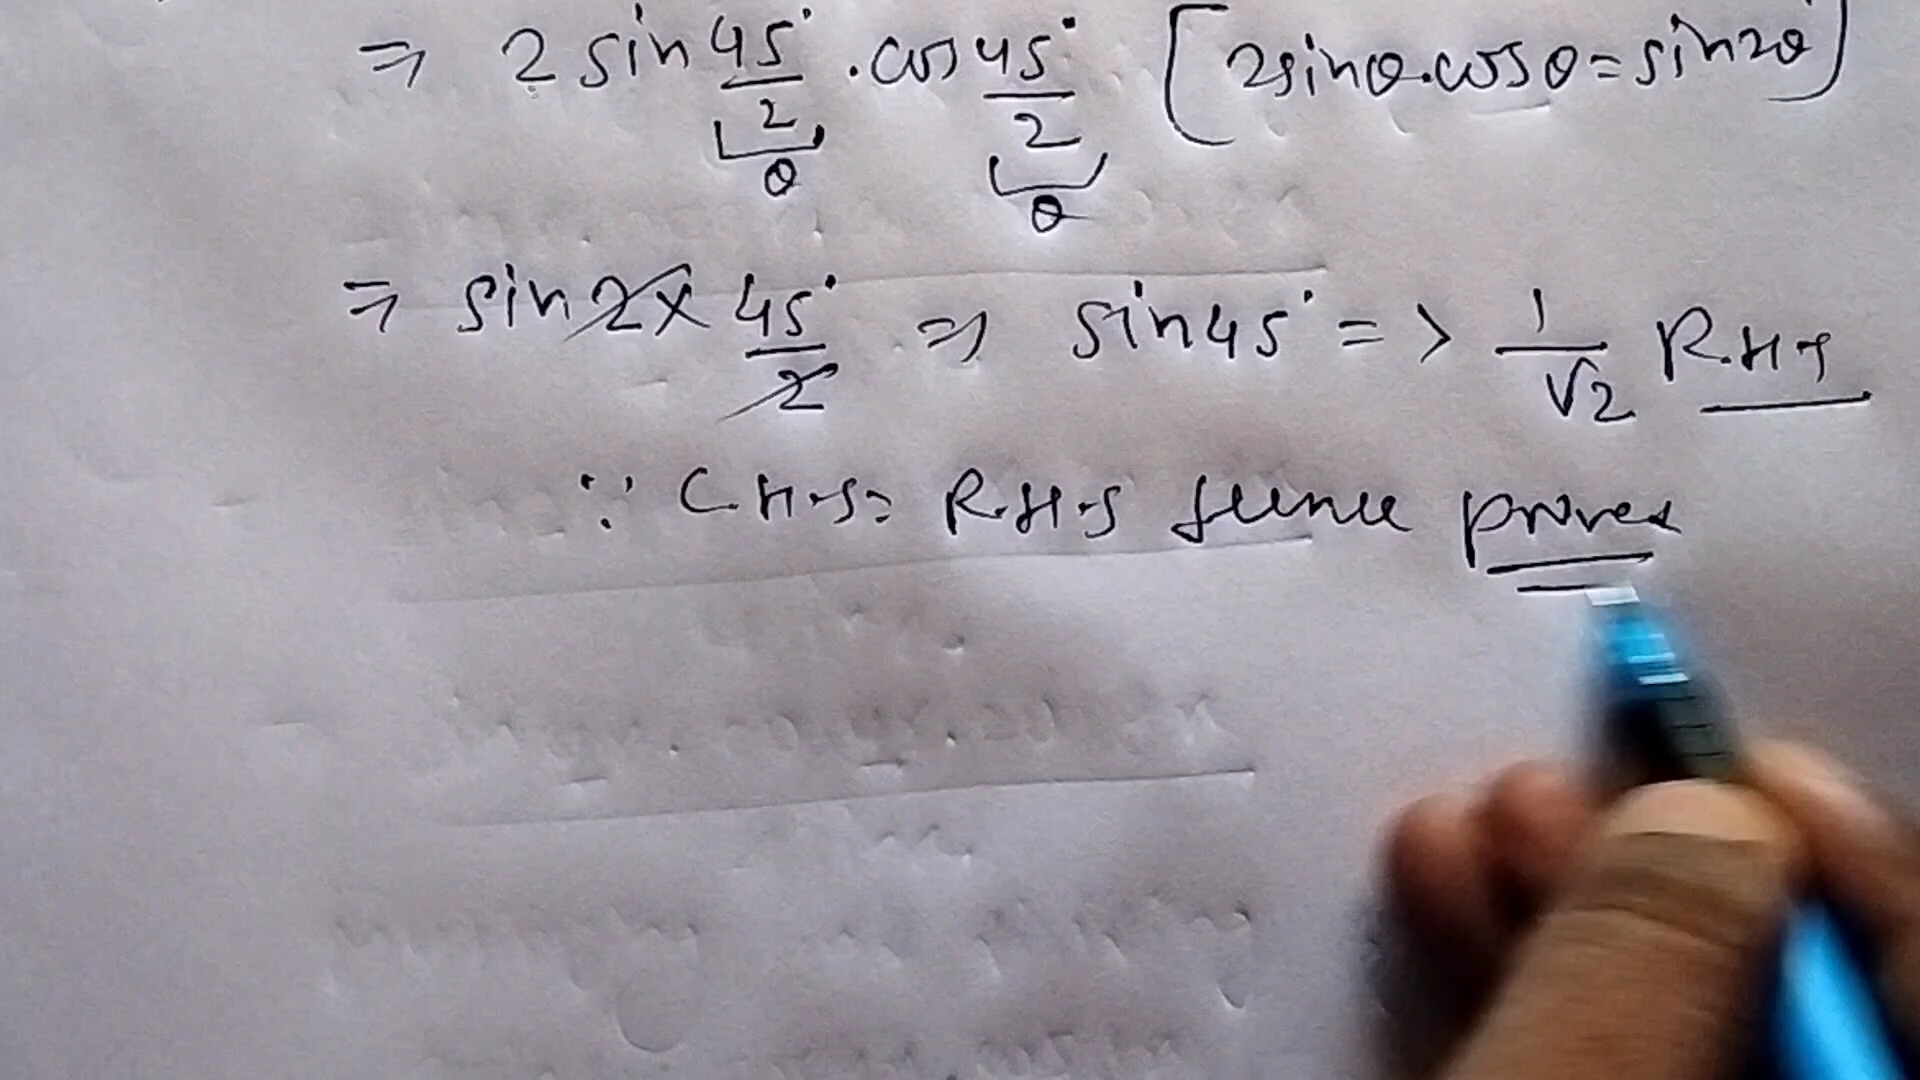 ⇒ 2 sin 45°/2 . cos 45°/2 [2sinθ.cosθ = sin2θ]
θ θ
⇒ sin 2 x 45°/2 ⇒ sin 45° => 1/√2 R.H.S
∵ L.H.S = R.H.S hence proved